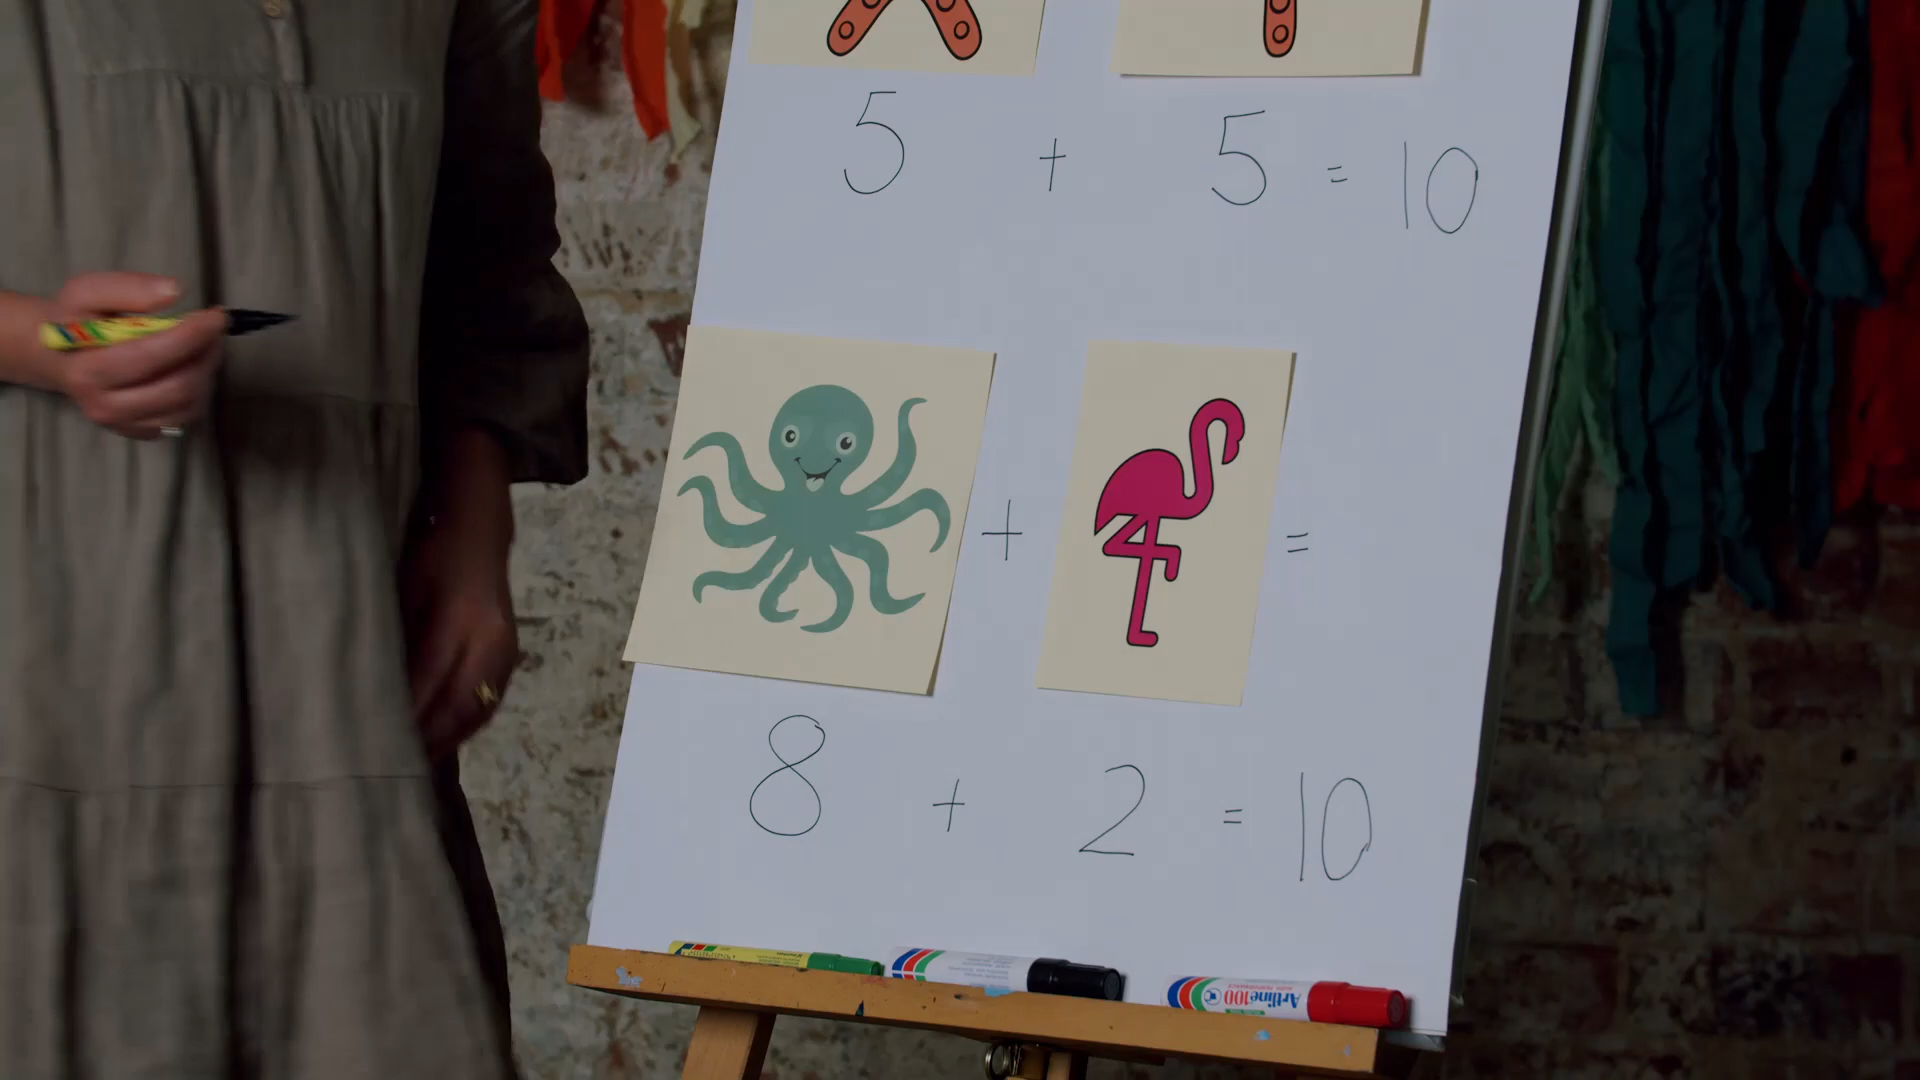 5 + 5 = 10
+ =
8 + 2 = 10
Artline 100